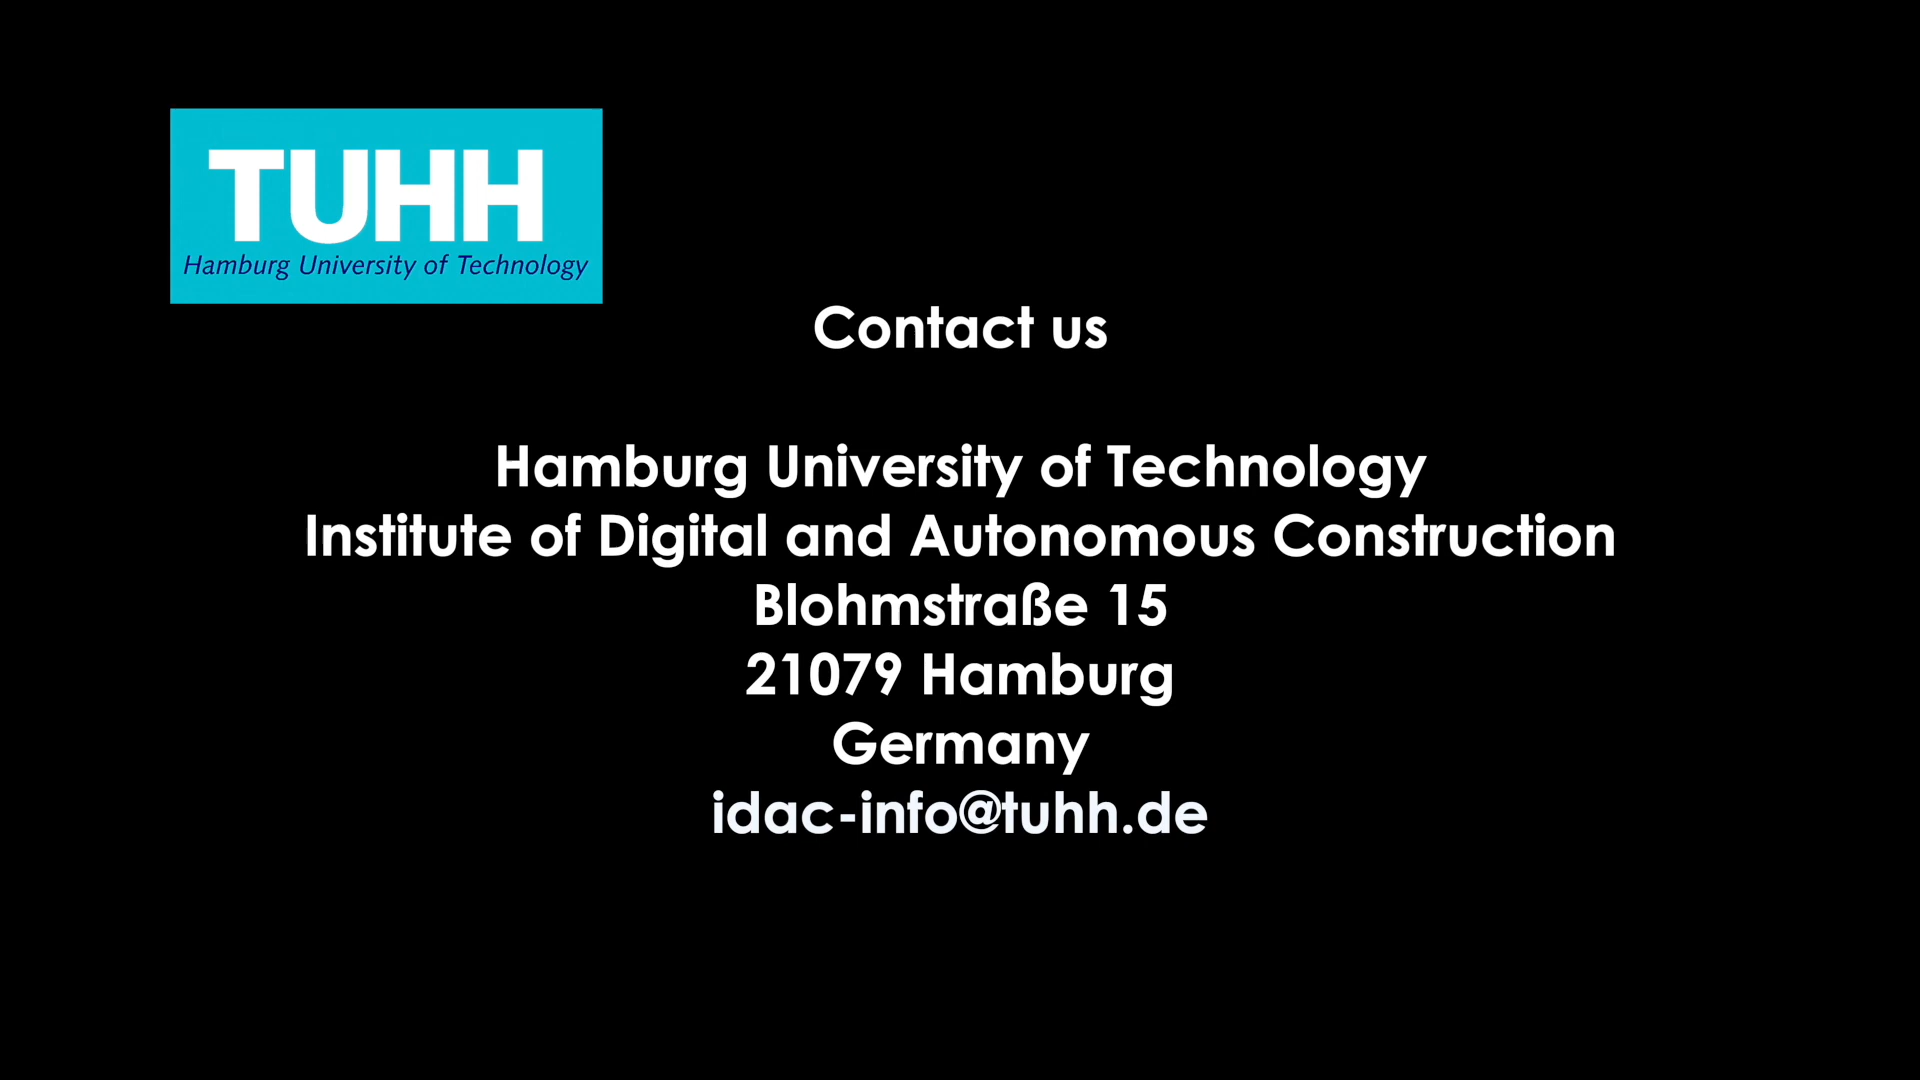 TUHH
Hamburg University of Technology
Contact us
Hamburg University of Technology
Institute of Digital and Autonomous Construction
Blohmstraße 15
21079 Hamburg
Germany
idac-info@tuhh.de